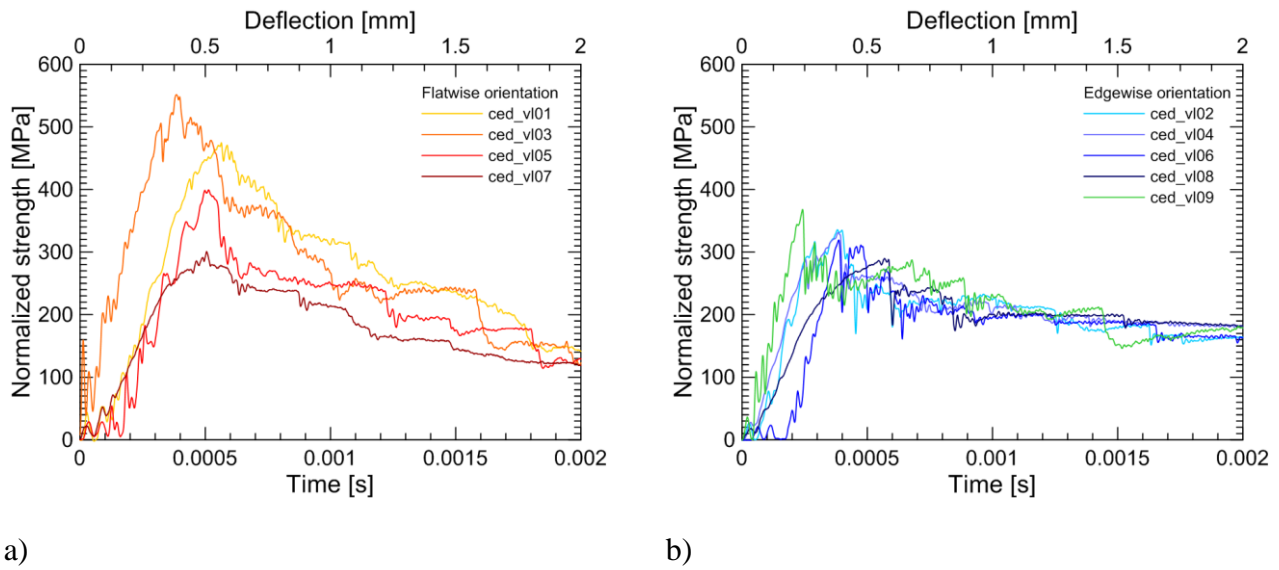 Deflection [mm]
0 0.5 1 1.5 2
600
500
400
300
200
100
0
Normalized strength [MPa]
Flatwise orientation
ced_vl01
ced_vl03
ced_vl05
ced_vl07
0 0.0005 0.001 0.0015 0.002
Time [s]
a)
Deflection [mm]
0 0.5 1 1.5 2
600
500
400
300
200
100
0
Normalized strength [MPa]
Edgewise orientation
ced_vl02
ced_vl04
ced_vl06
ced_vl08
ced_vl09
0 0.0005 0.001 0.0015 0.002
Time [s]
b)